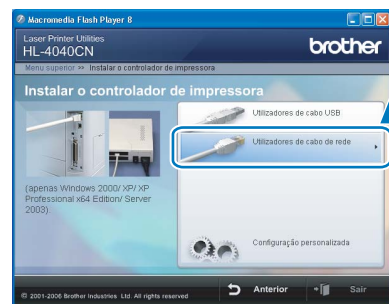 Macromedia Flash Player 8
Laser Printer Utilities
HL-4040CN
brother
Menu superior >> Instalar o controlador de impressora
Instalar o controlador de impressora
Utilizadores de cabo USB
Utilizadores de cabo de rede
(apenas Windows 2000/ XP/ XP
Professional x64 Edition/ Server
2003).
Configuração personalizada
© 2001-2006 Brother Industries Ltd. All rights reserved
Anterior
Sair